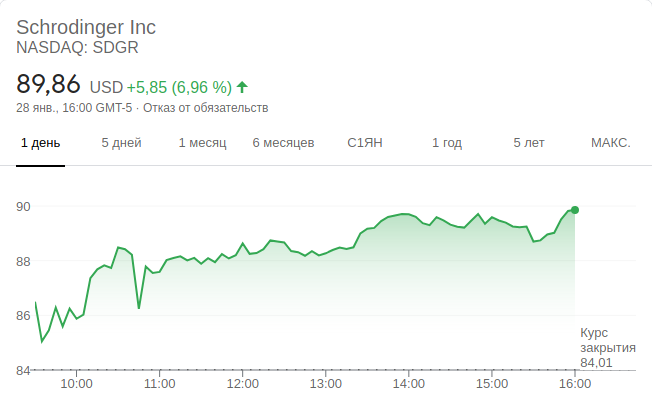 Schrodinger Inc
NASDAQ: SDGR
89,86 USD +5,85 (6,96 %)
28 янв., 16:00 GMT-5 · Отказ от обязательств
1 день 5 дней 1 месяц 6 месяцев С1ЯН 1 год 5 лет МАКС.
90
88
86
84
Курс
закрытия
84,01
10:00 11:00 12:00 13:00 14:00 15:00 16:00